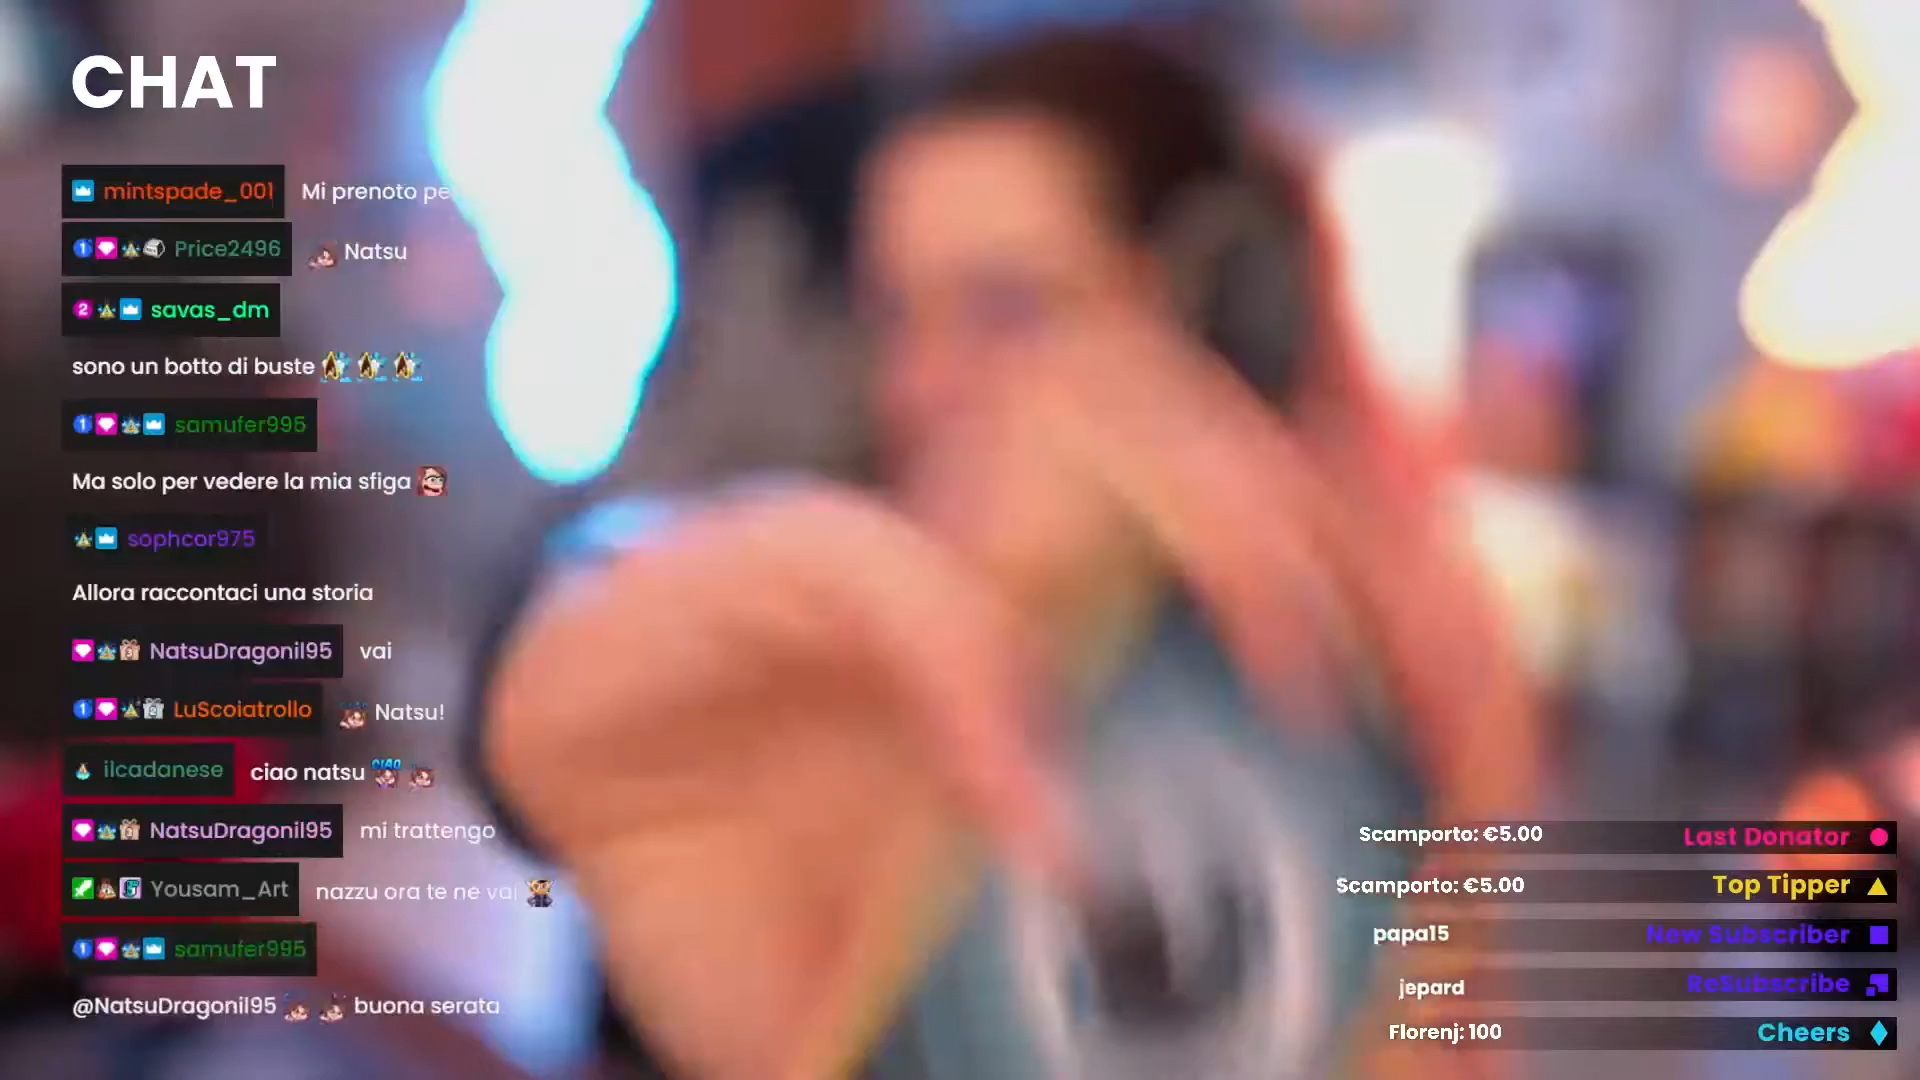 CHAT
mintspade_001 Mi prenoto pe
Price2496 Natsu
savas_dm
sono un botto di buste
samufer995
Ma solo per vedere la mia sfiga
sophcor975
Allora raccontaci una storia
NatsuDragonil95 vai
LuScoiatrollo Natsu!
ilcadanese ciao natsu
NatsuDragonil95 mi trattengo
Yousam_Art nazzu ora te ne vai
samufer995
@NatsuDragonil95 buona serata
Scamporto: €5.00 Last Donator
Scamporto: €5.00 Top Tipper
papa15 New Subscriber
jepard ReSubscribe
Florenj: 100 Cheers